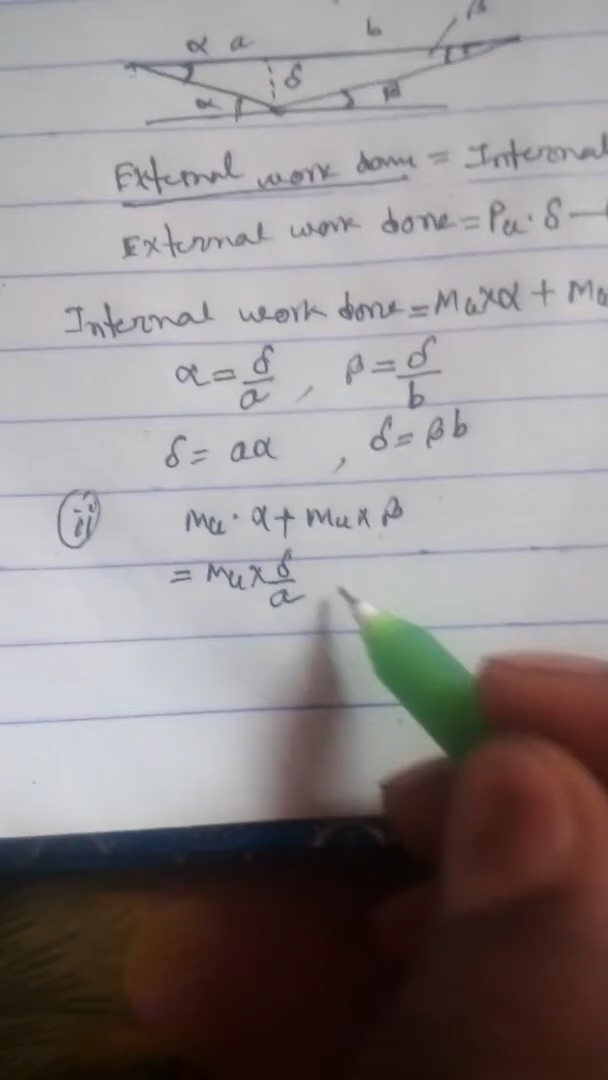 α a b β
δ
α β
External work done = Internal
External work done = Pu · δ —
Internal work done = Mu × α + Mu
α = δ/a , β = δ/b
δ = aα , δ = βb
(ii) Mu · α + Mu × β
= Mu × δ/a